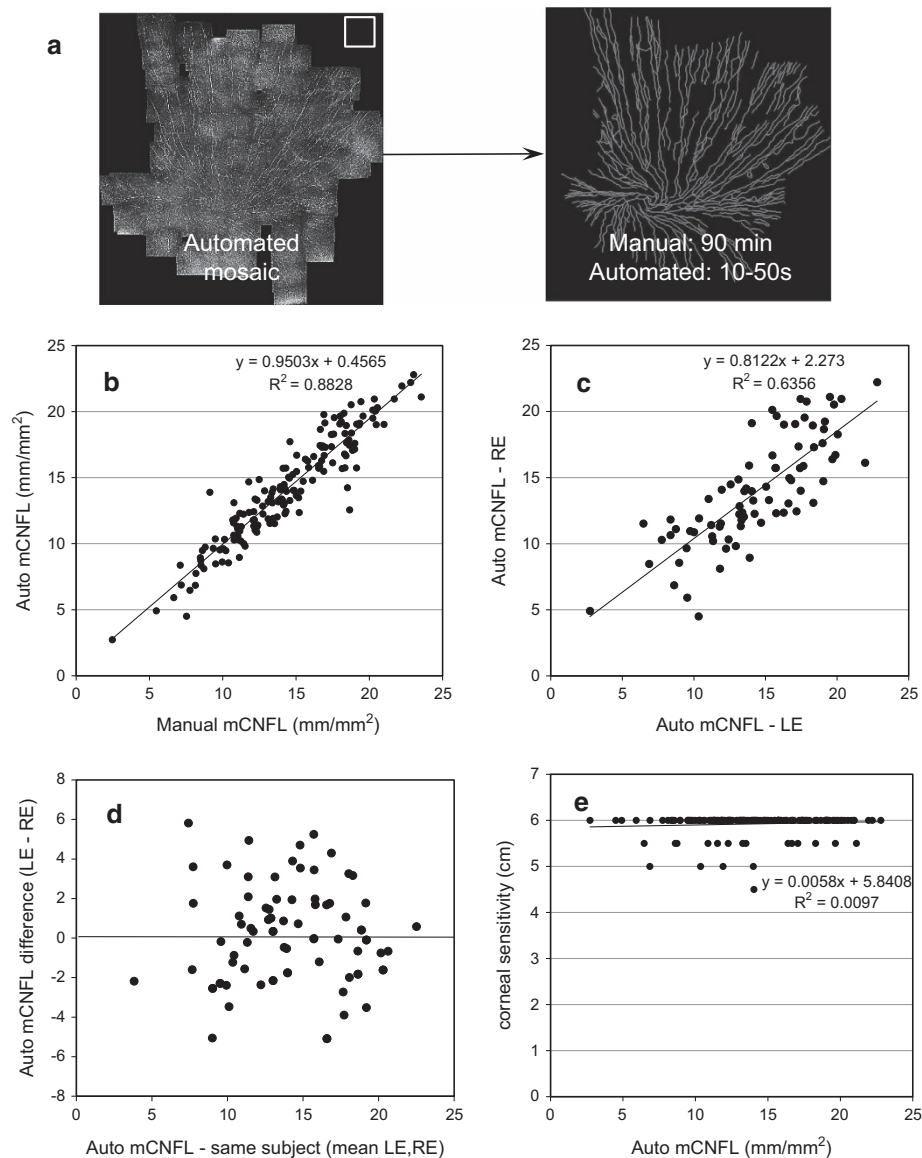 a
Automated
mosaic
Manual: 90 min
Automated: 10-50s
b
y = 0.9503x + 0.4565
R² = 0.8828
25
20
15
10
5
0
Auto mCNFL (mm/mm²)
0 5 10 15 20 25
Manual mCNFL (mm/mm²)
c
y = 0.8122x + 2.273
R² = 0.6356
25
20
15
10
5
0
Auto mCNFL - RE
0 5 10 15 20 25
Auto mCNFL - LE
d
8
6
4
2
0
-2
-4
-6
-8
Auto mCNFL difference (LE - RE)
0 5 10 15 20 25
Auto mCNFL - same subject (mean LE,RE)
e
7
6
5
4
3
2
1
0
corneal sensitivity (cm)
y = 0.0058x + 5.8408
R² = 0.0097
0 5 10 15 20 25
Auto mCNFL (mm/mm²)